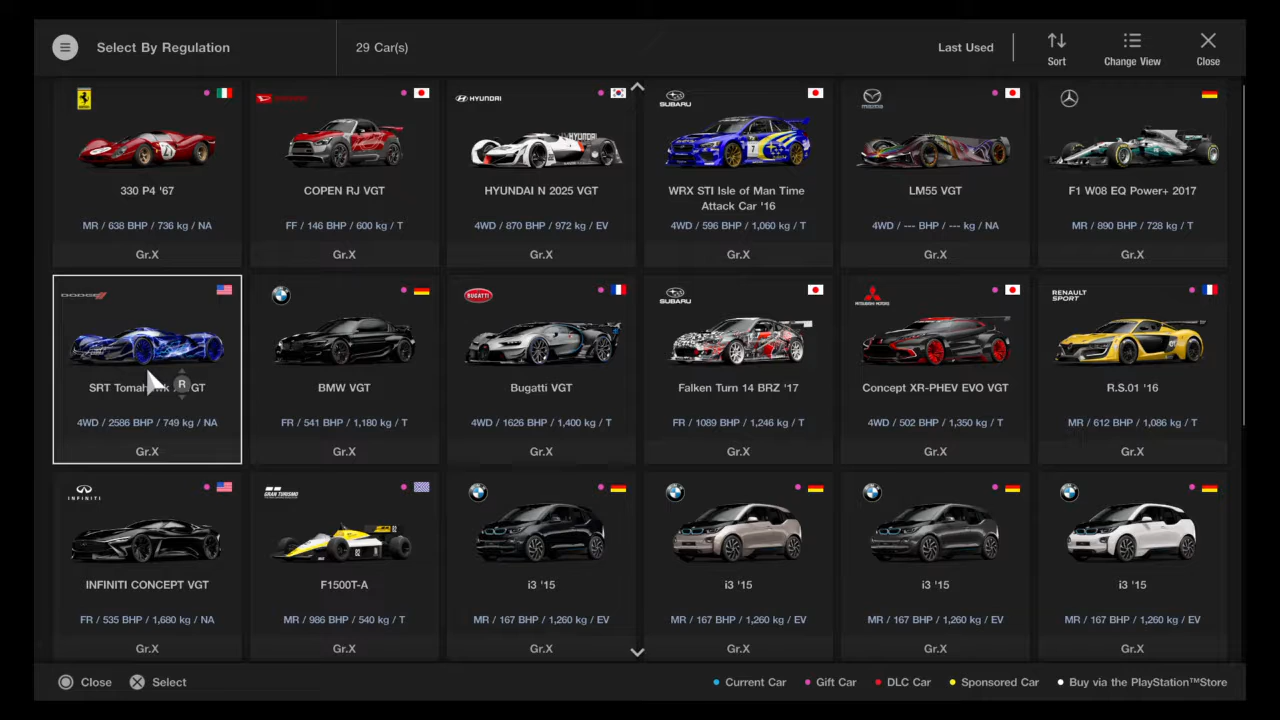 Select By Regulation
29 Car(s)
Last Used
Sort
Change View
Close
HYUNDAI
SUBARU
mazda
HYUNDAI
7
330 P4 '67
COPEN RJ VGT
HYUNDAI N 2025 VGT
WRX STI Isle of Man Time
Attack Car '16
LM55 VGT
F1 W08 EQ Power+ 2017
MR / 638 BHP / 736 kg / NA
FF / 146 BHP / 600 kg / T
4WD / 870 BHP / 972 kg / EV
4WD / 596 BHP / 1,060 kg / T
4WD / --- BHP / --- kg / NA
MR / 890 BHP / 728 kg / T
Gr.X
Gr.X
Gr.X
Gr.X
Gr.X
Gr.X
DODGE
BUGATTI
SUBARU
MITSUBISHI MOTORS
RENAULT
SPORT
R
SRT Tomahawk X VGT
BMW VGT
Bugatti VGT
Falken Turn 14 BRZ '17
Concept XR-PHEV EVO VGT
R.S.01 '16
4WD / 2586 BHP / 749 kg / NA
FR / 541 BHP / 1,180 kg / T
4WD / 1626 BHP / 1,400 kg / T
FR / 1089 BHP / 1,246 kg / T
4WD / 502 BHP / 1,350 kg / T
MR / 612 BHP / 1,086 kg / T
Gr.X
Gr.X
Gr.X
Gr.X
Gr.X
Gr.X
INFINITI
GRAN TURISMO
INFINITI CONCEPT VGT
F1500T-A
i3 '15
i3 '15
i3 '15
i3 '15
FR / 535 BHP / 1,680 kg / NA
MR / 986 BHP / 540 kg / T
MR / 167 BHP / 1,260 kg / EV
MR / 167 BHP / 1,260 kg / EV
MR / 167 BHP / 1,260 kg / EV
MR / 167 BHP / 1,260 kg / EV
Gr.X
Gr.X
Gr.X
Gr.X
Gr.X
Gr.X
Close
Select
Current Car
Gift Car
DLC Car
Sponsored Car
Buy via the PlayStation™Store